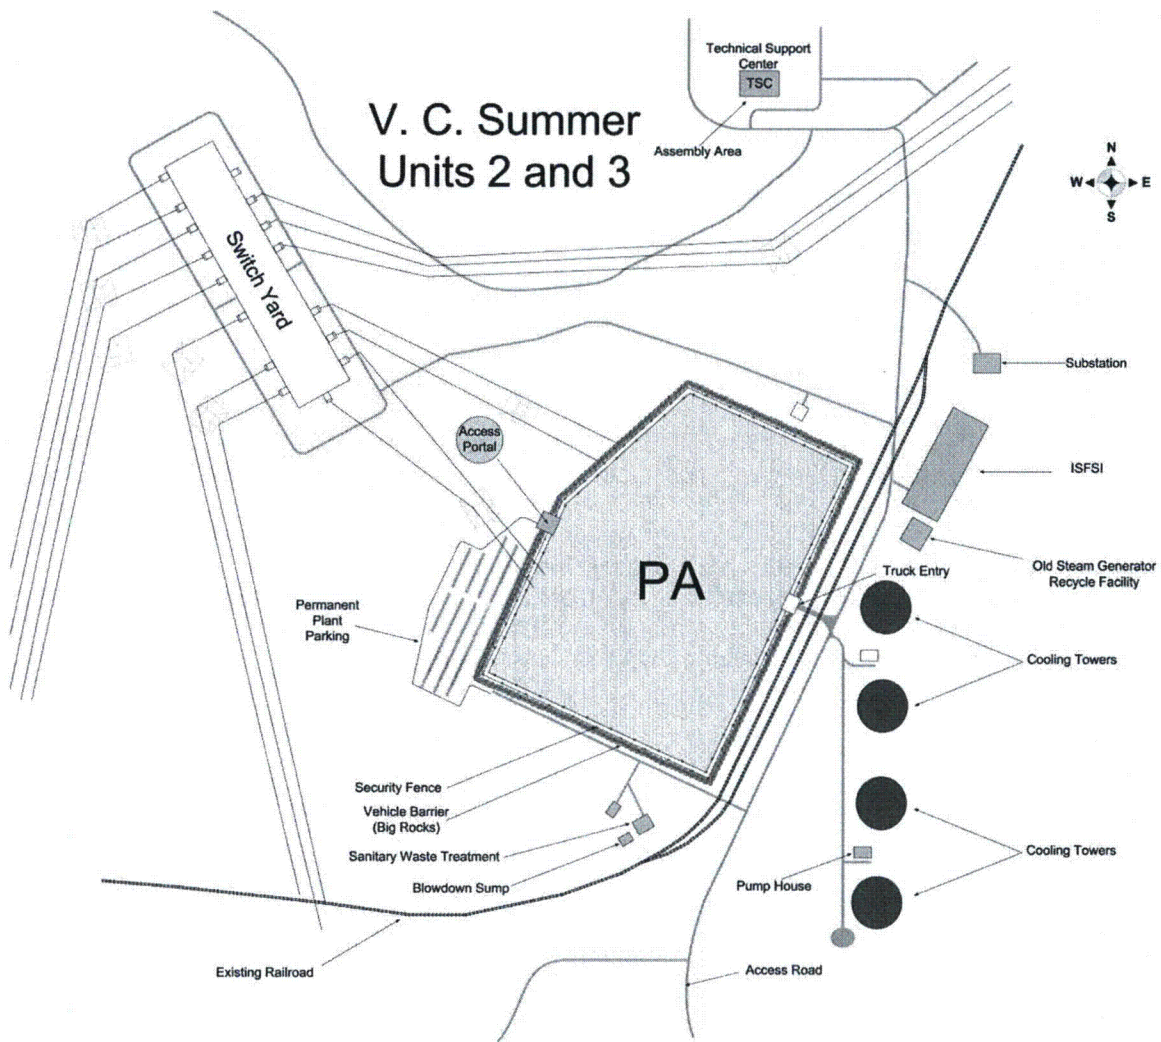 Technical Support
Center
TSC
V. C. Summer
Units 2 and 3
Assembly Area
N
W
E
S
Switch Yard
Substation
Access
Portal
ISFSI
PA
Truck Entry
Old Steam Generator
Recycle Facility
Permanent
Plant
Parking
Cooling Towers
Security Fence
Vehicle Barrier
(Big Rocks)
Sanitary Waste Treatment
Cooling Towers
Blowdown Sump
Pump House
Existing Railroad
Access Road